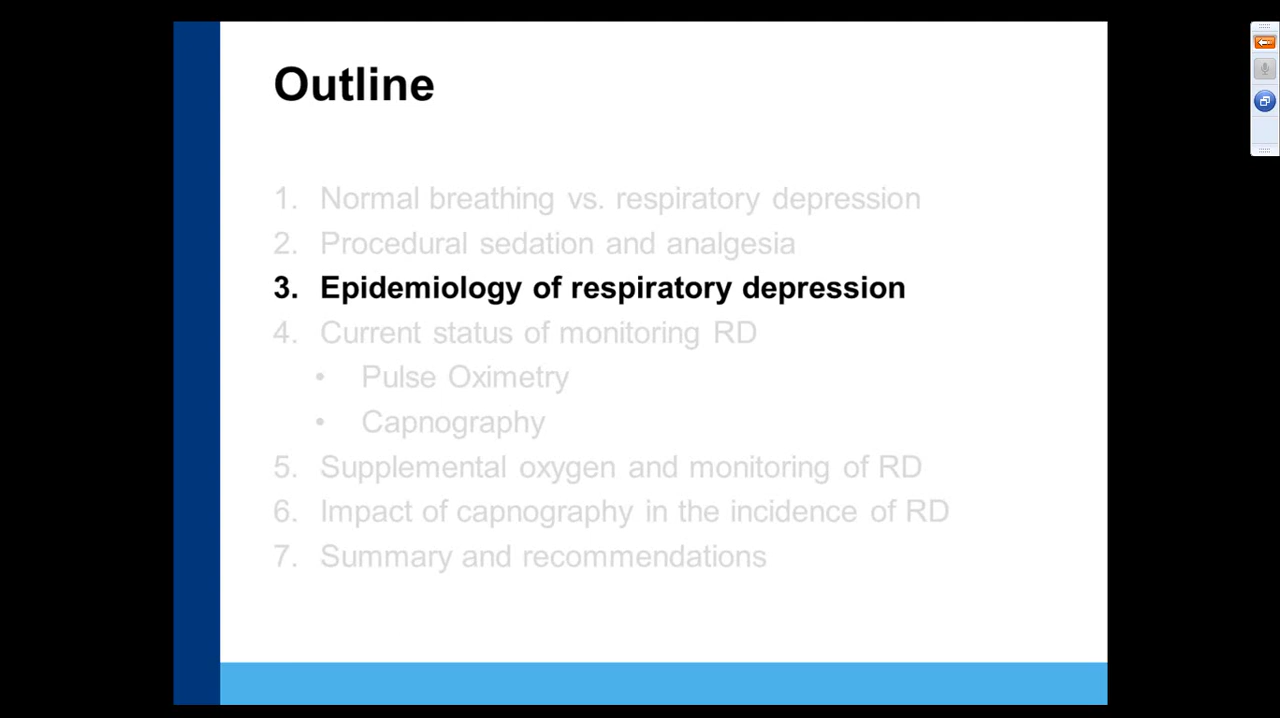 Outline
1. Normal breathing vs. respiratory depression
2. Procedural sedation and analgesia
3. Epidemiology of respiratory depression
4. Current status of monitoring RD
• Pulse Oximetry
• Capnography
5. Supplemental oxygen and monitoring of RD
6. Impact of capnography in the incidence of RD
7. Summary and recommendations